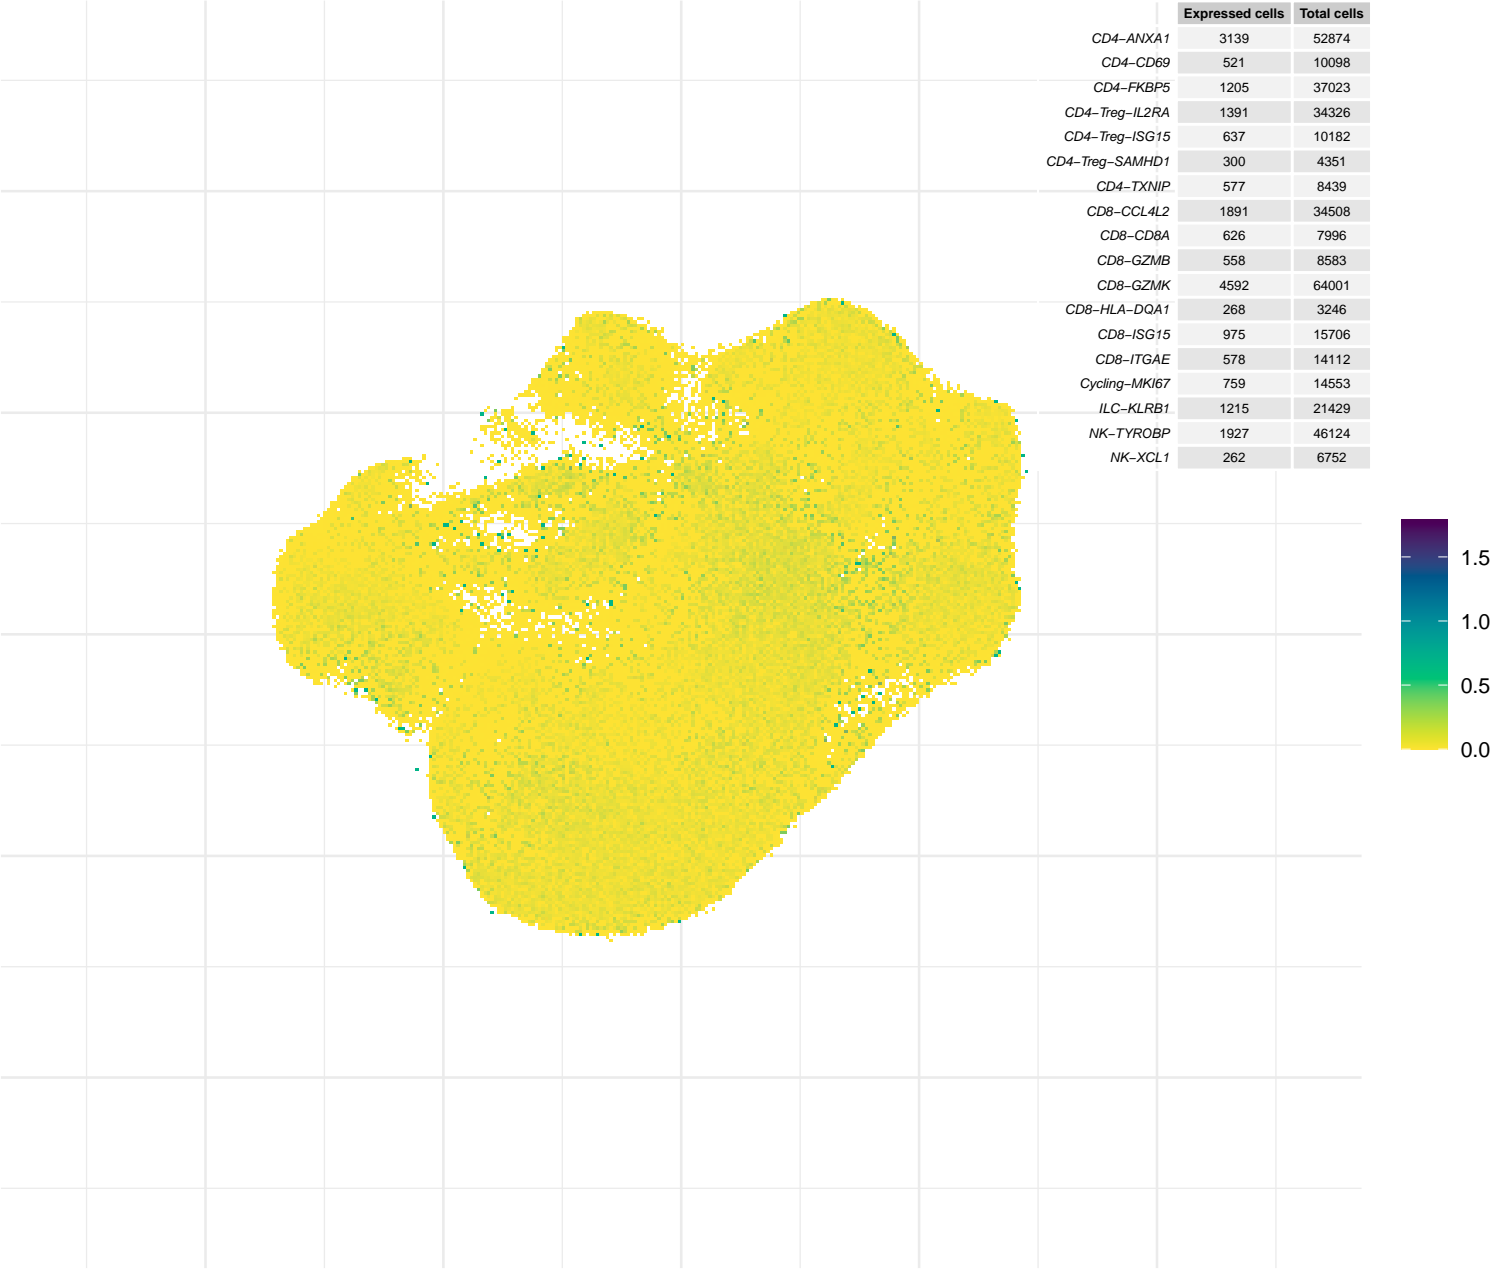 Expressed cells Total cells
CD4−ANXA1 3139 52874
CD4−CD69 521 10098
CD4−FKBP5 1205 37023
CD4−Treg−IL2RA 1391 34326
CD4−Treg−ISG15 637 10182
CD4−Treg−SAMHD1 300 4351
CD4−TXNIP 577 8439
CD8−CCL4L2 1891 34508
CD8−CD8A 626 7996
CD8−GZMB 558 8583
CD8−GZMK 4592 64001
CD8−HLA−DQA1 268 3246
CD8−ISG15 975 15706
CD8−ITGAE 578 14112
Cycling−MKI67 759 14553
ILC−KLRB1 1215 21429
NK−TYROBP 1927 46124
NK−XCL1 262 6752
1.5
1.0
0.5
0.0